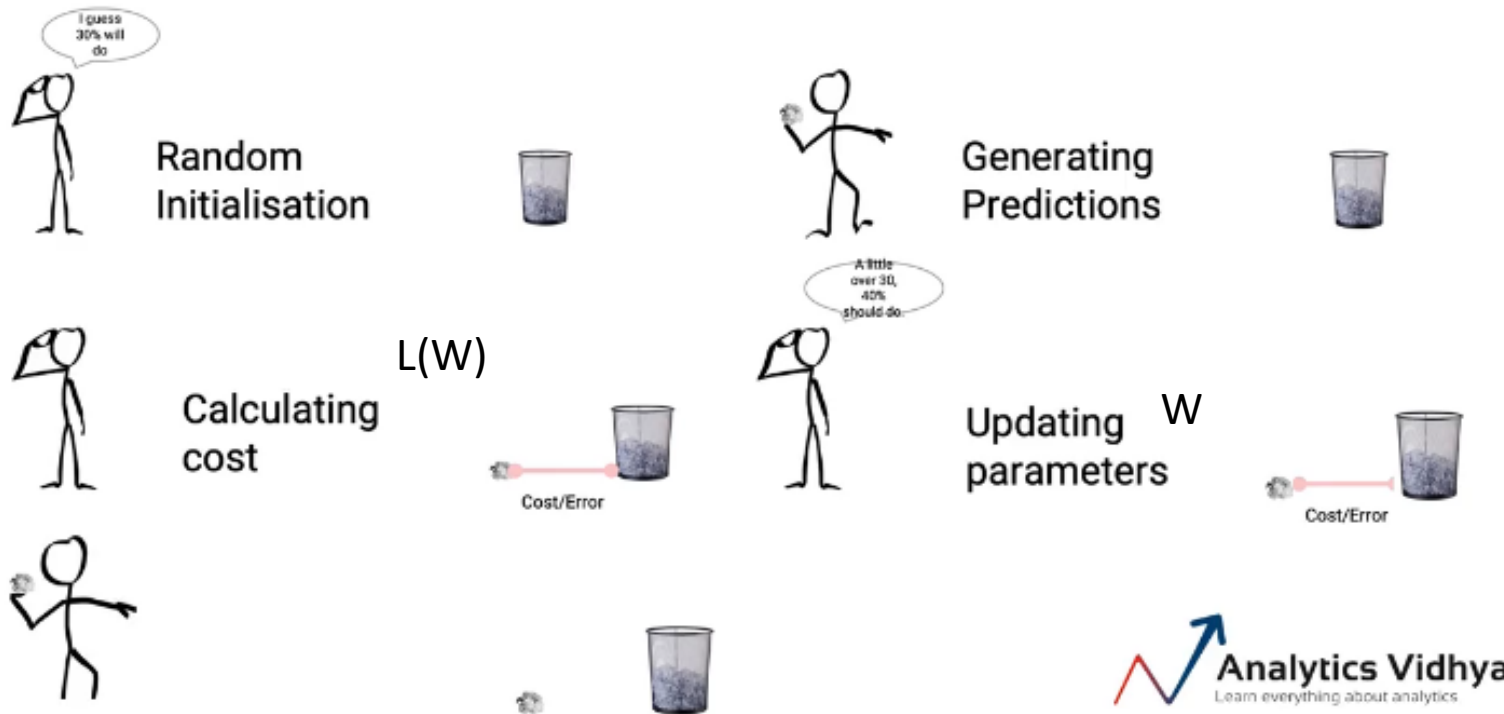 I guess
30% will
do
Random
Initialisation
Generating
Predictions
A little
over 30,
40%
should do.
L(W)
Calculating
cost
Cost/Error
W
Updating
parameters
Cost/Error
Analytics Vidhya
Learn everything about analytics